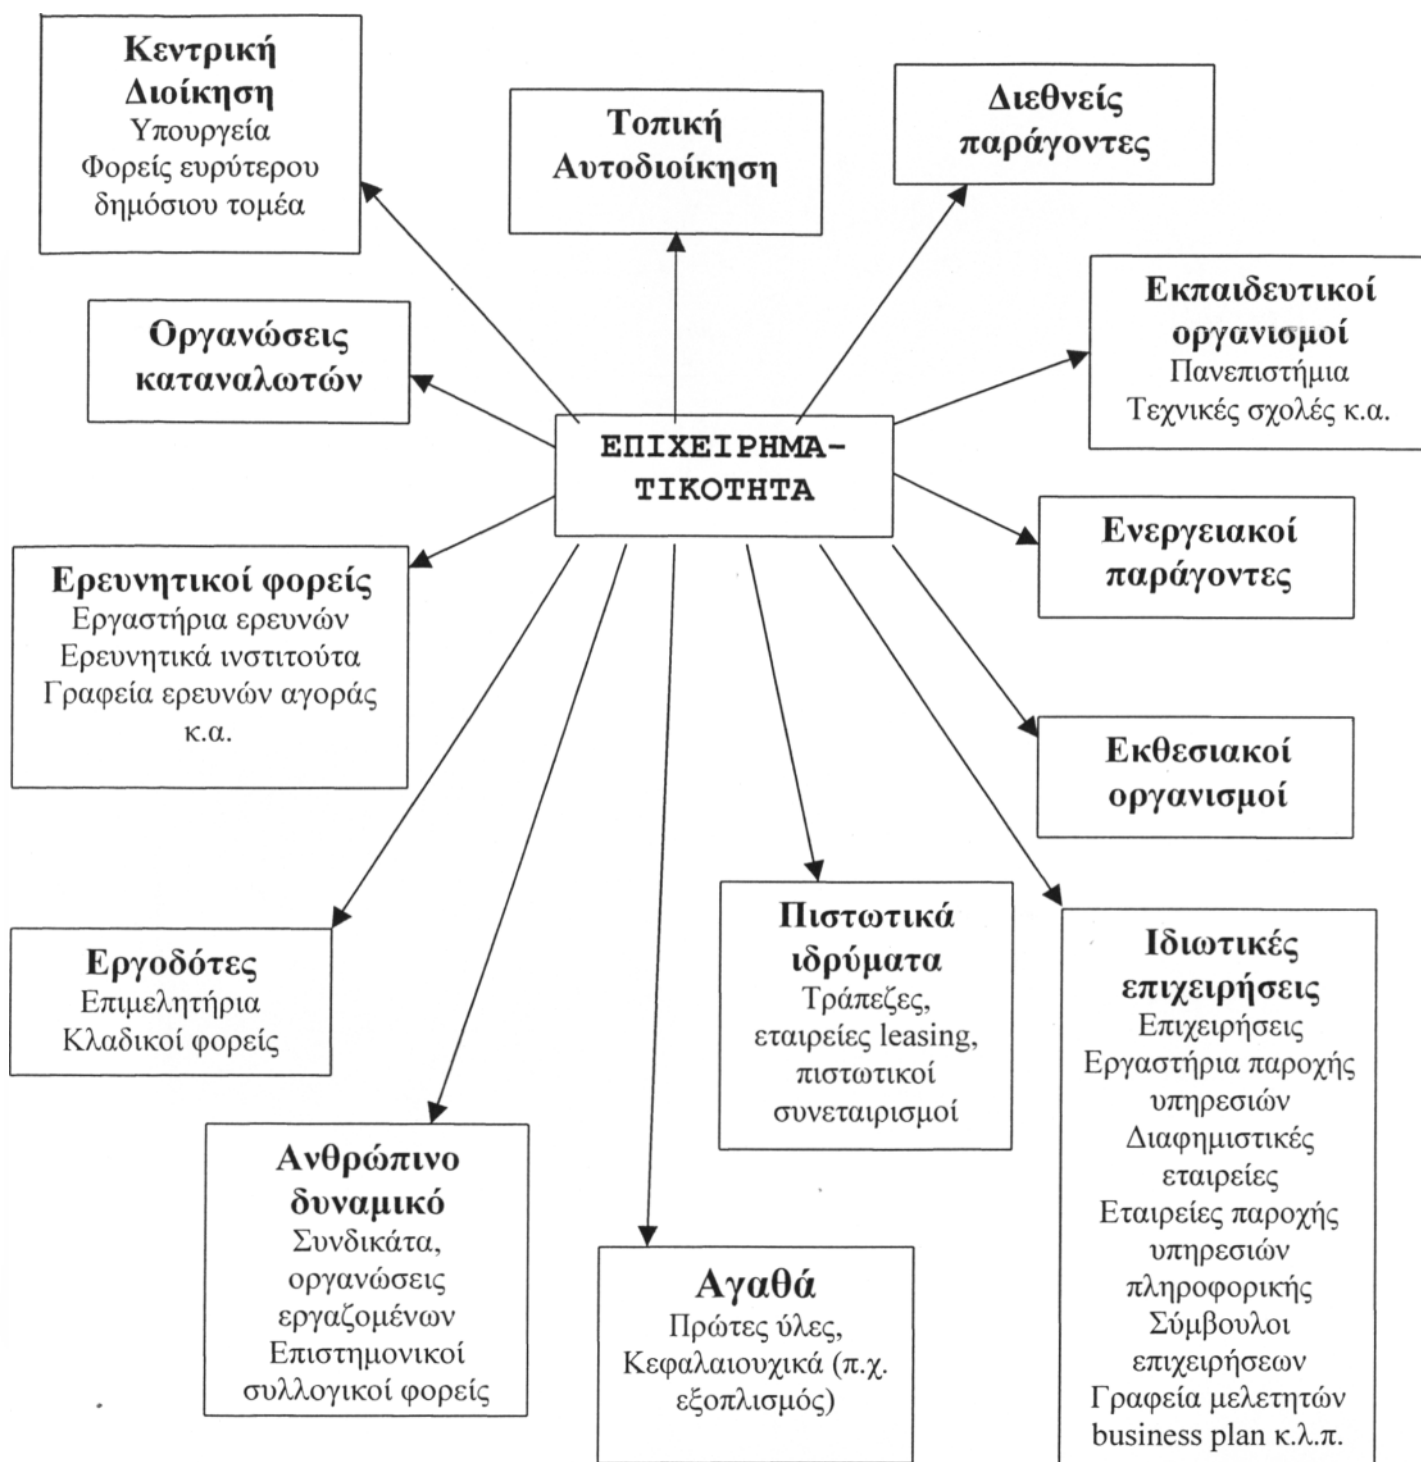 Κεντρική
Διοίκηση
Υπουργεία
Φορείς ευρύτερου
δημόσιου τομέα
Τοπική
Αυτοδιοίκηση
Διεθνείς
παράγοντες
Οργανώσεις
καταναλωτών
Εκπαιδευτικοί
οργανισμοί
Πανεπιστήμια
Τεχνικές σχολές κ.α.
ΕΠΙΧΕΙΡΗΜΑ-
ΤΙΚΟΤΗΤΑ
Ενεργειακοί
παράγοντες
Ερευνητικοί φορείς
Εργαστήρια ερευνών
Ερευνητικά ινστιτούτα
Γραφεία ερευνών αγοράς
κ.α.
Εκθεσιακοί
οργανισμοί
Εργοδότες
Επιμελητήρια
Κλαδικοί φορείς
Πιστωτικά
ιδρύματα
Τράπεζες,
εταιρείες leasing,
πιστωτικοί
συνεταιρισμοί
Ιδιωτικές
επιχειρήσεις
Επιχειρήσεις
Εργαστήρια παροχής
υπηρεσιών
Διαφημιστικές
εταιρείες
Εταιρείες παροχής
υπηρεσιών
πληροφορικής
Σύμβουλοι
επιχειρήσεων
Γραφεία μελετητών
business plan κ.λ.π.
Ανθρώπινο
δυναμικό
Συνδικάτα,
οργανώσεις
εργαζομένων
Επιστημονικοί
συλλογικοί φορείς
Αγαθά
Πρώτες ύλες,
Κεφαλαιουχικά (π.χ.
εξοπλισμός)